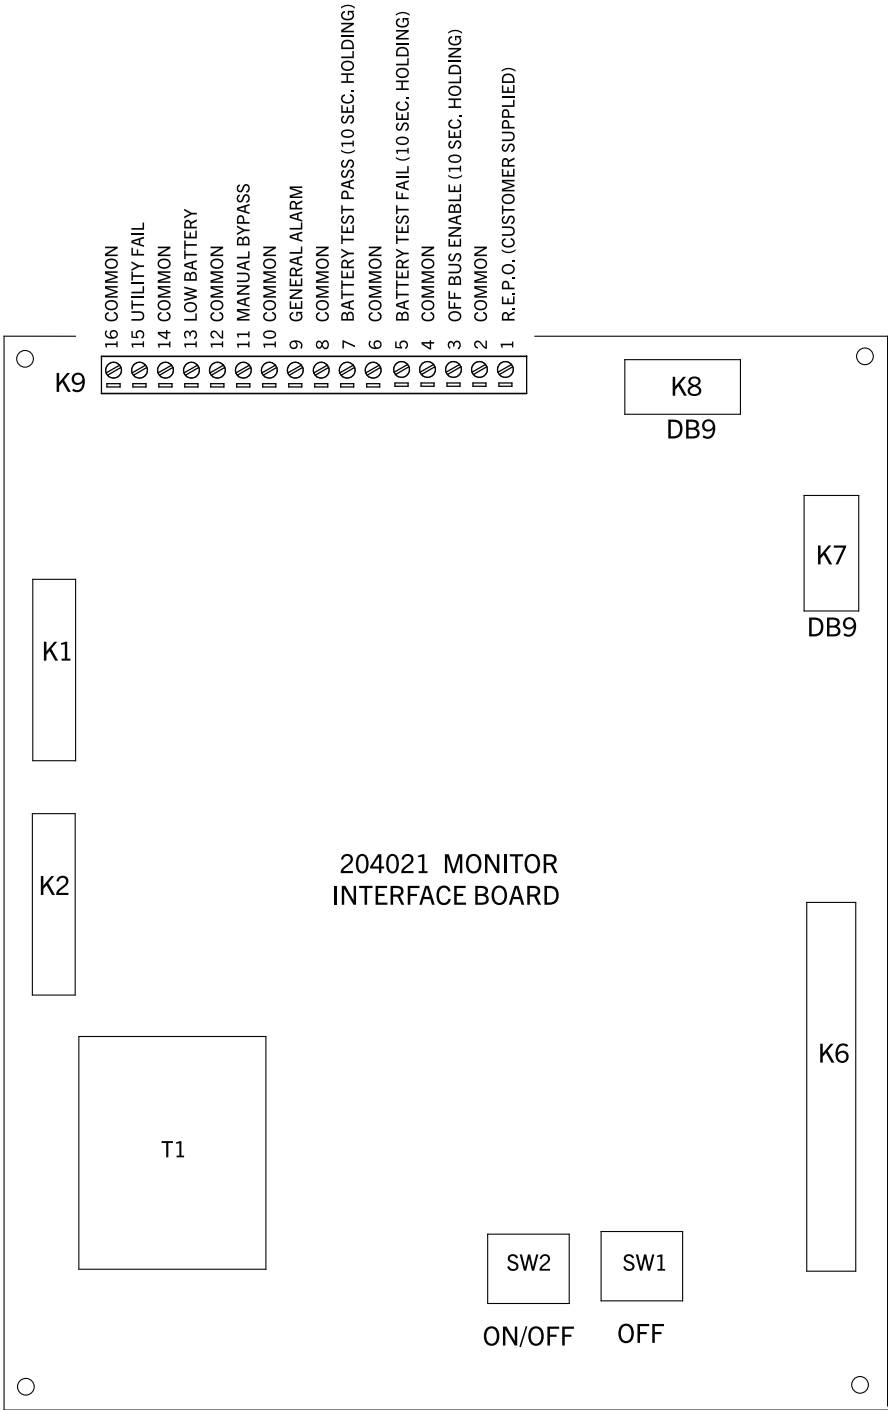 16 COMMON
15 UTILITY FAIL
14 COMMON
13 LOW BATTERY
12 COMMON
11 MANUAL BYPASS
10 COMMON
9 GENERAL ALARM
8 COMMON
7 BATTERY TEST PASS (10 SEC. HOLDING)
6 COMMON
5 BATTERY TEST FAIL (10 SEC. HOLDING)
4 COMMON
3 OFF BUS ENABLE (10 SEC. HOLDING)
2 COMMON
1 R.E.P.O. (CUSTOMER SUPPLIED)
K9
K8
DB9
K7
DB9
K1
K2
204021 MONITOR
INTERFACE BOARD
K6
T1
SW2
SW1
ON/OFF
OFF